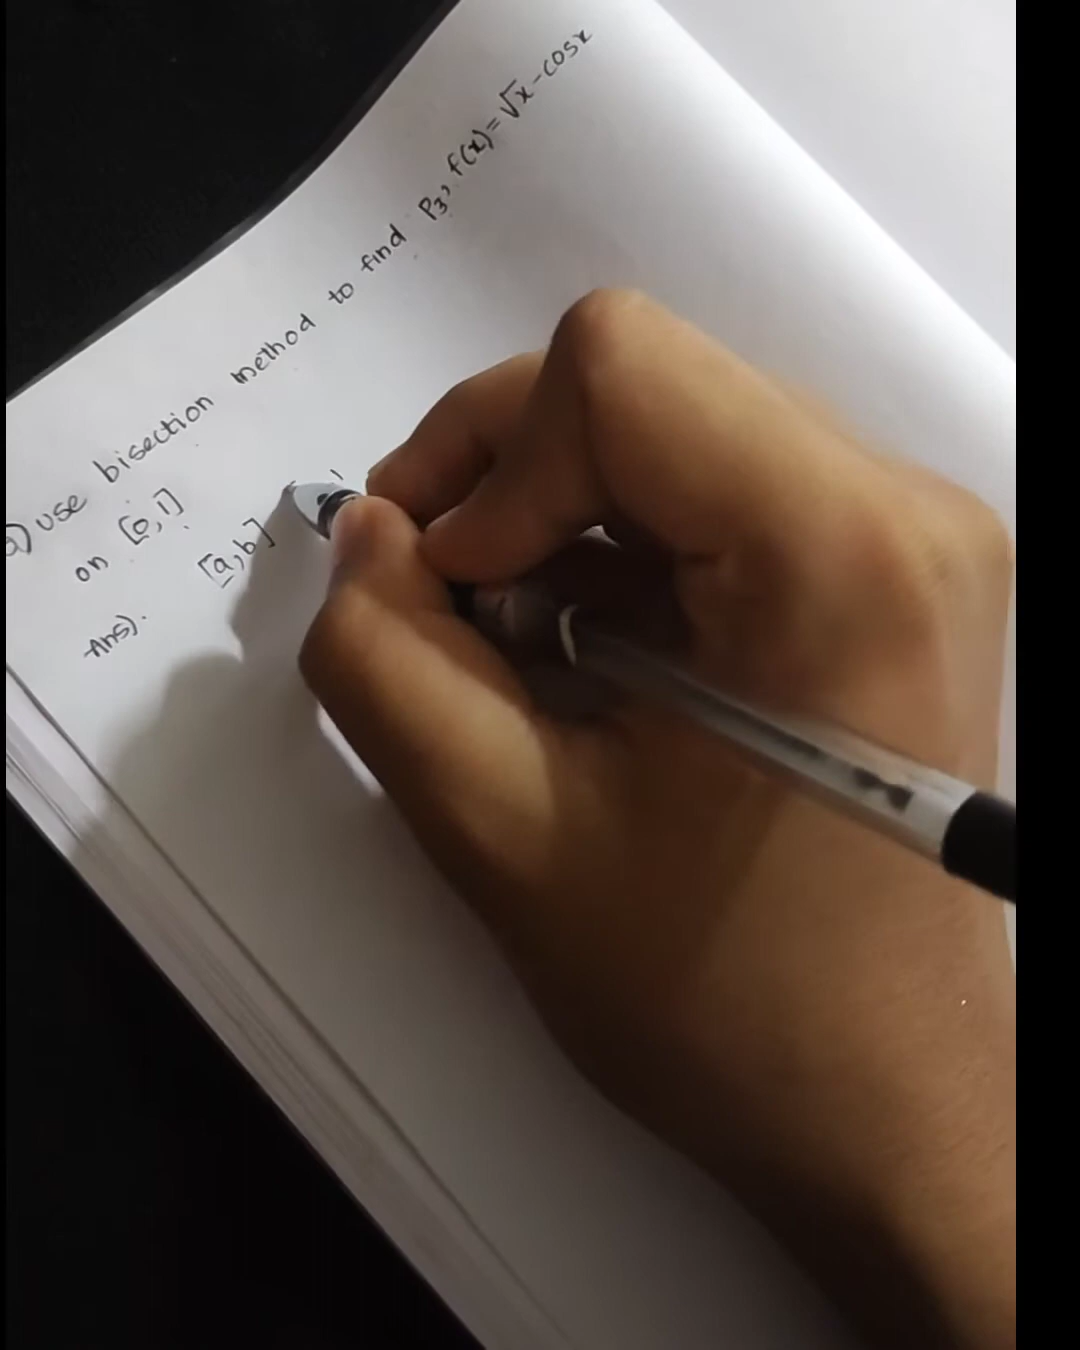 a) use bisection method to find P₃, f(x)=√x-cosx
on [0,1]
Ans). [a,b]